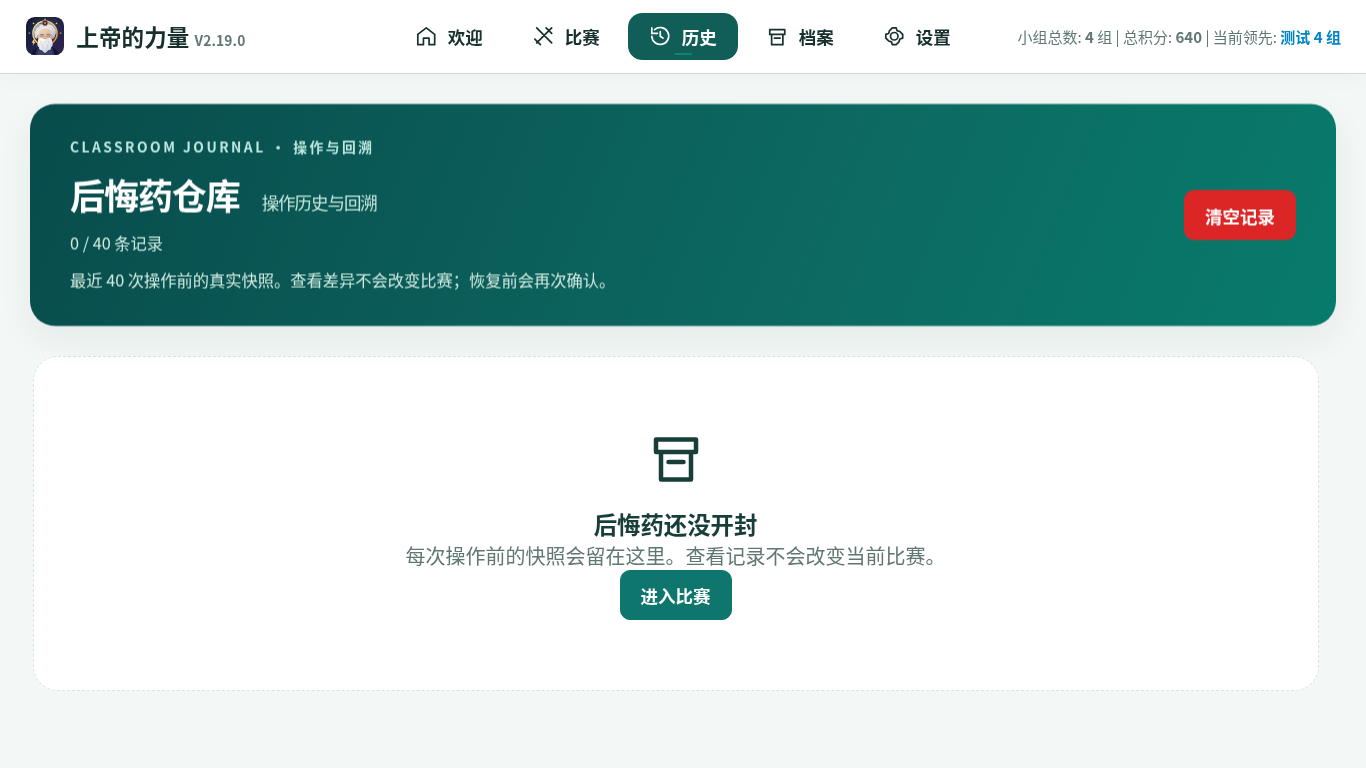 上帝的力量 V2.19.0
欢迎
比赛
历史
档案
设置
小组总数: 4 组 | 总积分: 640 | 当前领先: 测试 4 组
CLASSROOM JOURNAL · 操作与回溯
后悔药仓库 操作历史与回溯
0 / 40 条记录
最近 40 次操作前的真实快照。查看差异不会改变比赛；恢复前会再次确认。
清空记录
后悔药还没开封
每次操作前的快照会留在这里。查看记录不会改变当前比赛。
进入比赛